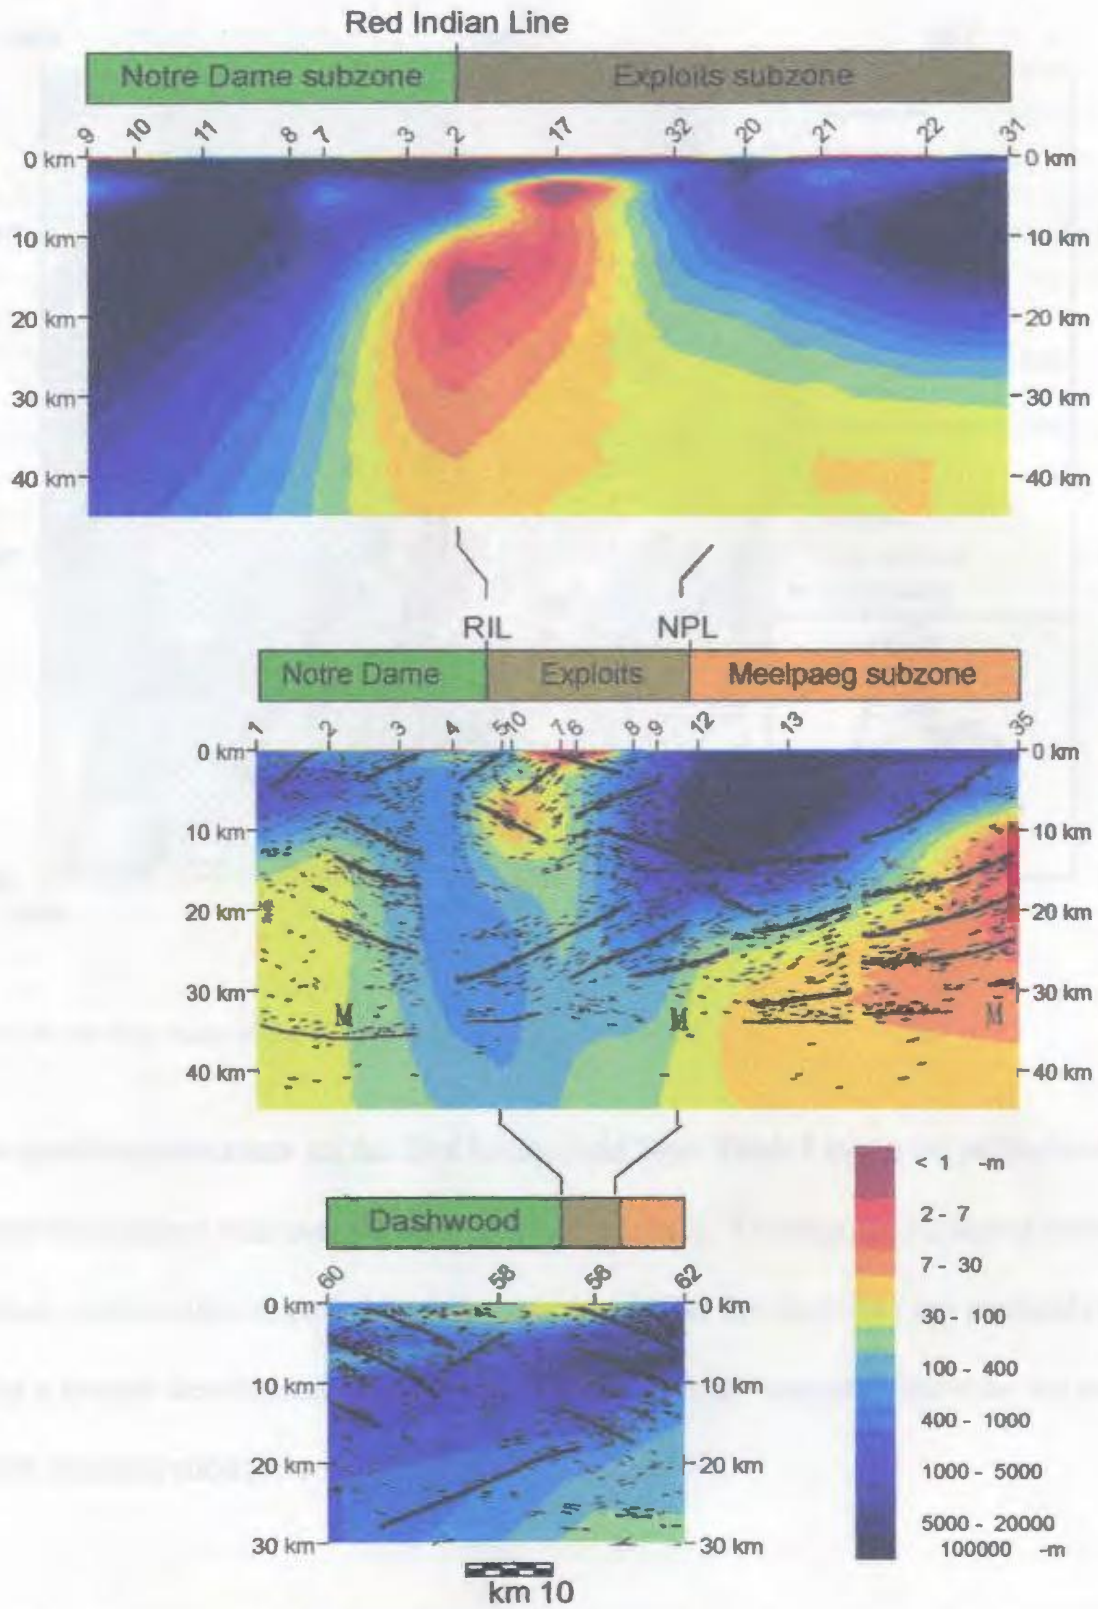 Red Indian Line
Notre Dame subzone Exploits subzone
9 10 11 8 7 3 2 17 32 20 21 22 31
0 km 0 km
10 km 10 km
20 km 20 km
30 km 30 km
40 km 40 km
RIL NPL
Notre Dame Exploits Meelpaeg subzone
1 2 3 4 5 10 7 6 8 9 12 13 35
0 km 0 km
10 km 10 km
20 km 20 km
30 km 30 km
M M M
40 km 40 km
Dashwood
60 58 56 62
0 km 0 km
10 km 10 km
20 km 20 km
30 km 30 km
km 10
< 1 -m
2 - 7
7 - 30
30 - 100
100 - 400
400 - 1000
1000 - 5000
5000 - 20000
100000 -m